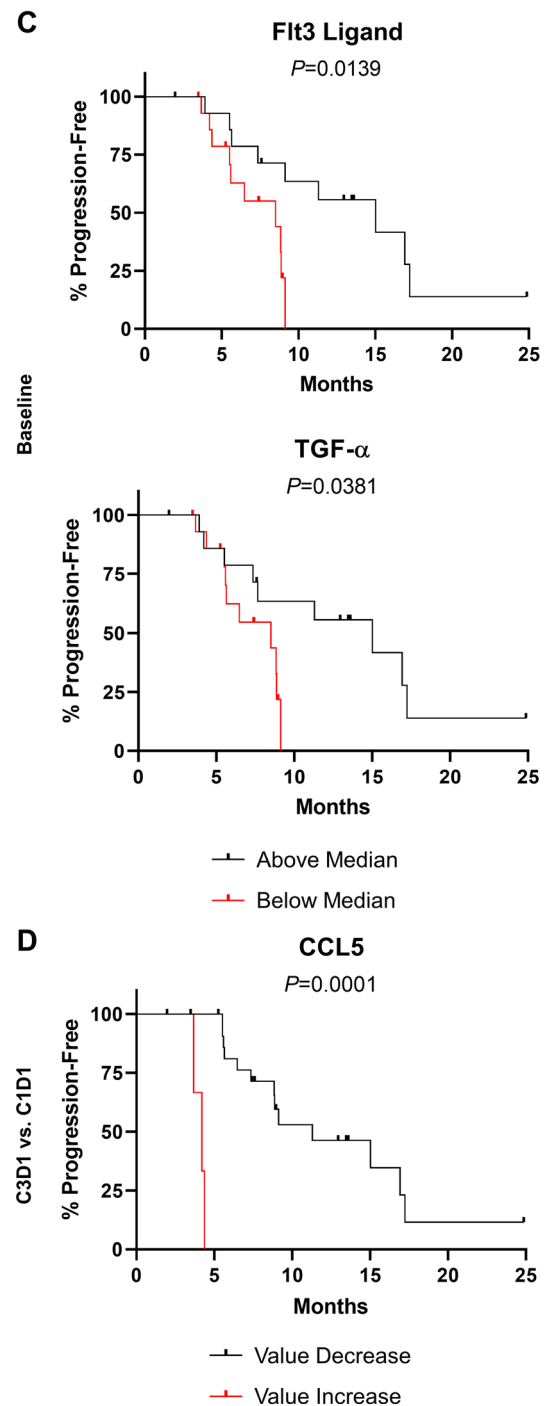 C
Flt3 Ligand
P=0.0139
100
75
50
25
0
% Progression-Free
0 5 10 15 20 25
Months
Baseline
TGF-α
P=0.0381
100
75
50
25
0
% Progression-Free
0 5 10 15 20 25
Months
Above Median
Below Median
D
CCL5
P=0.0001
100
75
50
25
0
% Progression-Free
C3D1 vs. C1D1
0 5 10 15 20 25
Months
Value Decrease
Value Increase